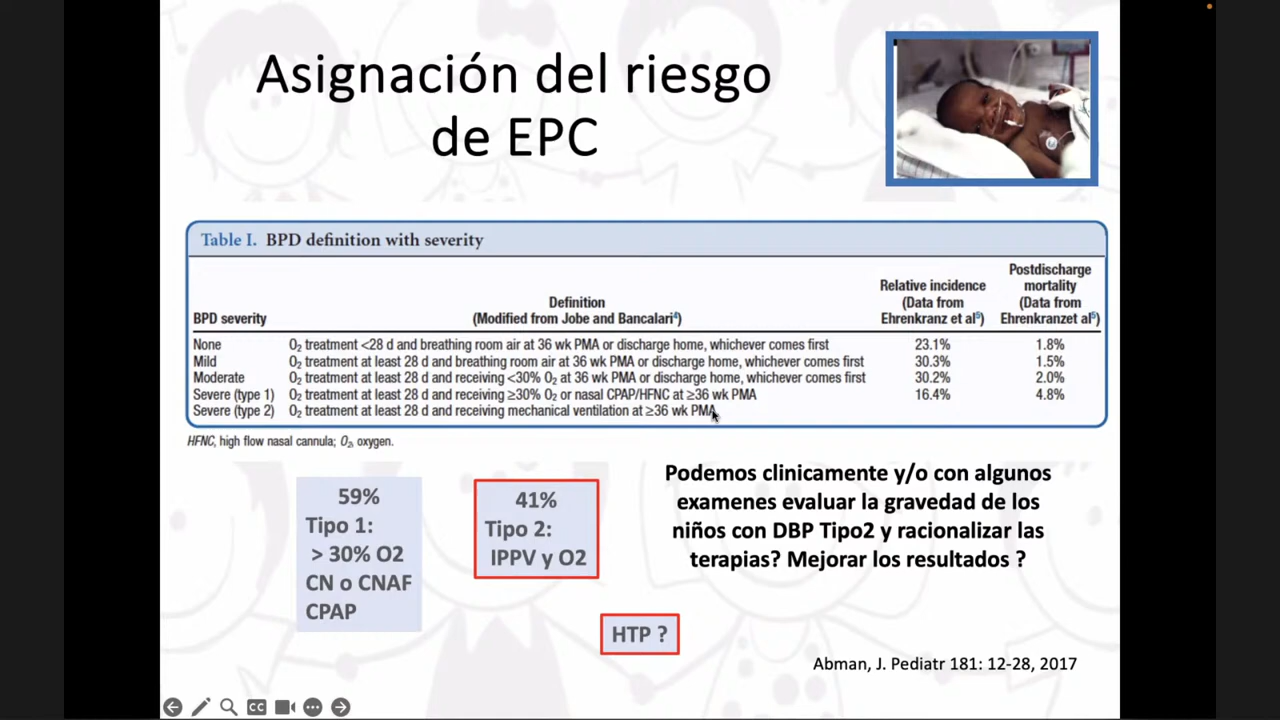 Asignación del riesgo
de EPC
Table I. BPD definition with severity
BPD severity
Definition
(Modified from Jobe and Bancalari⁴)
Relative incidence
(Data from
Ehrenkranz et al⁵)
Postdischarge
mortality
(Data from
Ehrenkranzet al⁵)
None O₂ treatment <28 d and breathing room air at 36 wk PMA or discharge home, whichever comes first 23.1% 1.8%
Mild O₂ treatment at least 28 d and breathing room air at 36 wk PMA or discharge home, whichever comes first 30.3% 1.5%
Moderate O₂ treatment at least 28 d and receiving <30% O₂ at 36 wk PMA or discharge home, whichever comes first 30.2% 2.0%
Severe (type 1) O₂ treatment at least 28 d and receiving ≥30% O₂ or nasal CPAP/HFNC at ≥36 wk PMA 16.4% 4.8%
Severe (type 2) O₂ treatment at least 28 d and receiving mechanical ventilation at ≥36 wk PMA
HFNC, high flow nasal cannula; O₂, oxygen.
59%
Tipo 1:
> 30% O2
CN o CNAF
CPAP
41%
Tipo 2:
IPPV y O2
Podemos clinicamente y/o con algunos
examenes evaluar la gravedad de los
niños con DBP Tipo2 y racionalizar las
terapias? Mejorar los resultados ?
HTP ?
Abman, J. Pediatr 181: 12-28, 2017
CC